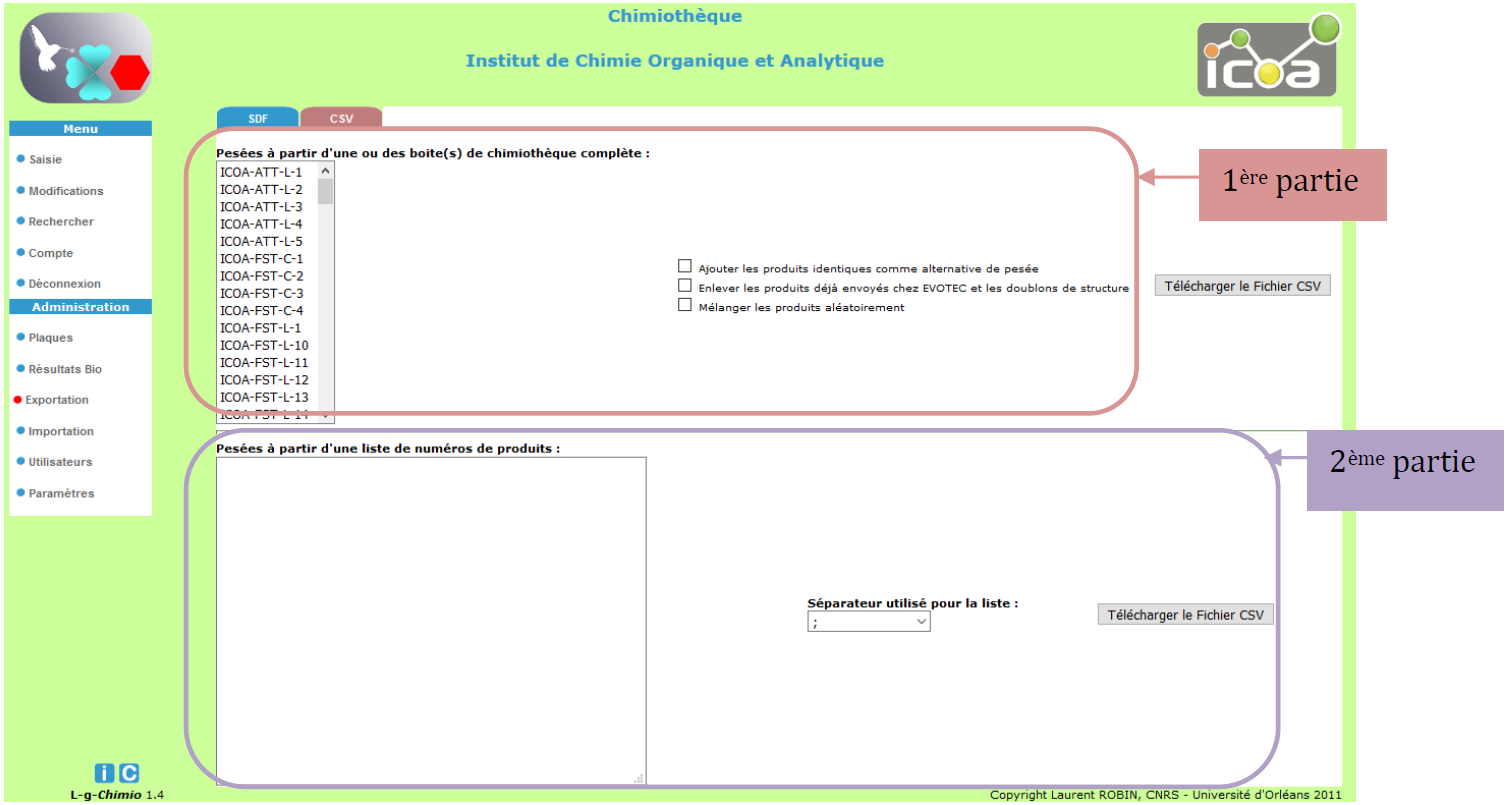 Chimiothèque
Institut de Chimie Organique et Analytique
icoa
SDF
CSV
Menu
Saisie
Modifications
Rechercher
Compte
Déconnexion
Administration
Plaques
Résultats Bio
Exportation
Importation
Utilisateurs
Paramètres
Pesées à partir d'une ou des boite(s) de chimiothèque complète :
ICOA-ATT-L-1
ICOA-ATT-L-2
ICOA-ATT-L-3
ICOA-ATT-L-4
ICOA-ATT-L-5
ICOA-FST-C-1
ICOA-FST-C-2
ICOA-FST-C-3
ICOA-FST-C-4
ICOA-FST-L-1
ICOA-FST-L-10
ICOA-FST-L-11
ICOA-FST-L-12
ICOA-FST-L-13
ICOA-FST-L-14
Ajouter les produits identiques comme alternative de pesée
Enlever les produits déjà envoyés chez EVOTEC et les doublons de structure
Mélanger les produits aléatoirement
Télécharger le Fichier CSV
1ère partie
Pesées à partir d'une liste de numéros de produits :
Séparateur utilisé pour la liste :
;
Télécharger le Fichier CSV
2ème partie
i C
L-g-Chimio 1.4
Copyright Laurent ROBIN, CNRS - Université d'Orléans 2011